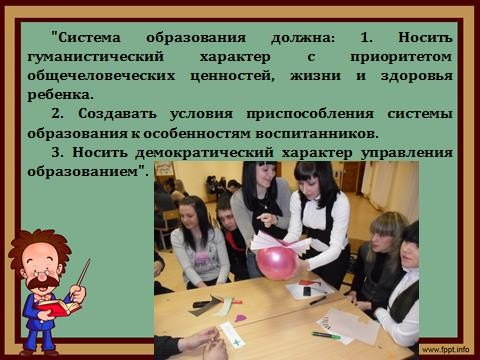 "Система образования должна: 1. Носить
гуманистический характер с приоритетом
общечеловеческих ценностей, жизни и здоровья
ребенка.
2. Создавать условия приспособления системы
образования к особенностям воспитанников.
3. Носить демократический характер управления
образованием".
www.fppt.info